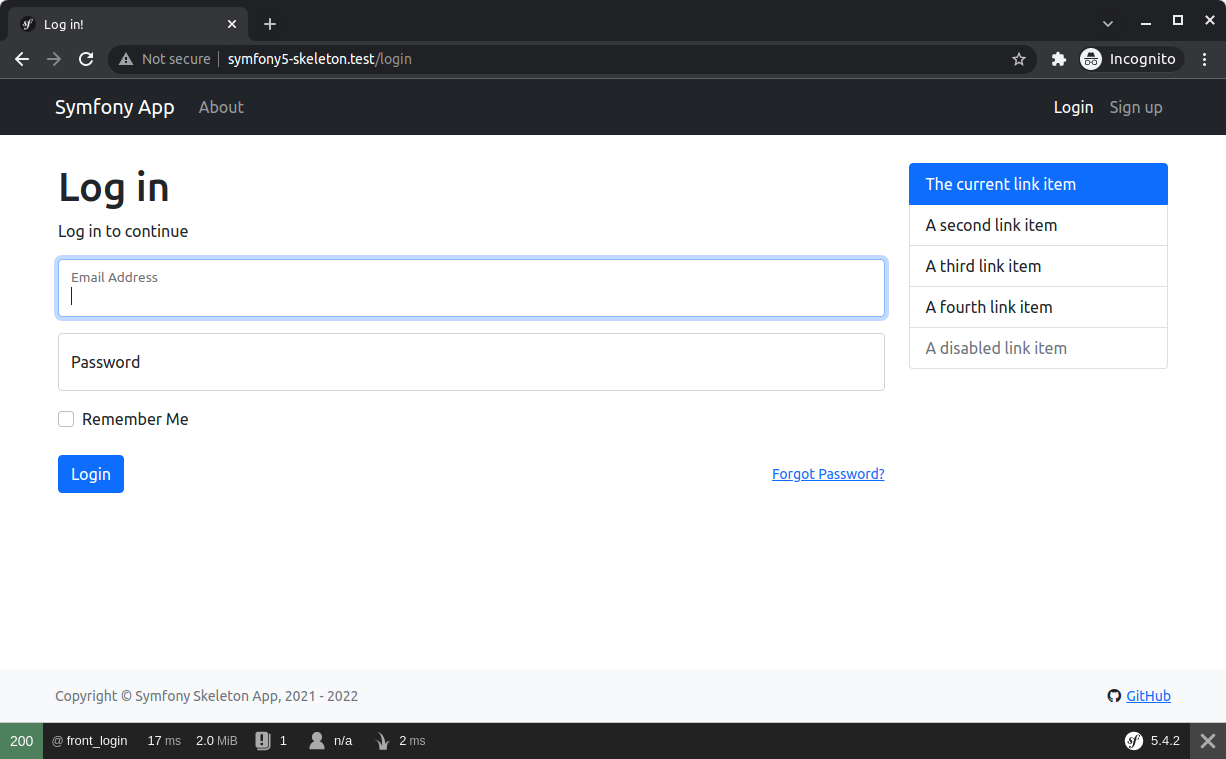 Log in!
Not secure symfony5-skeleton.test/login Incognito
Symfony App About Login Sign up
Log in
Log in to continue
Email Address
Password
Remember Me
Login Forgot Password?
The current link item
A second link item
A third link item
A fourth link item
A disabled link item
Copyright © Symfony Skeleton App, 2021 - 2022 GitHub
200 @ front_login 17 ms 2.0 MiB 1 n/a 2 ms sf 5.4.2